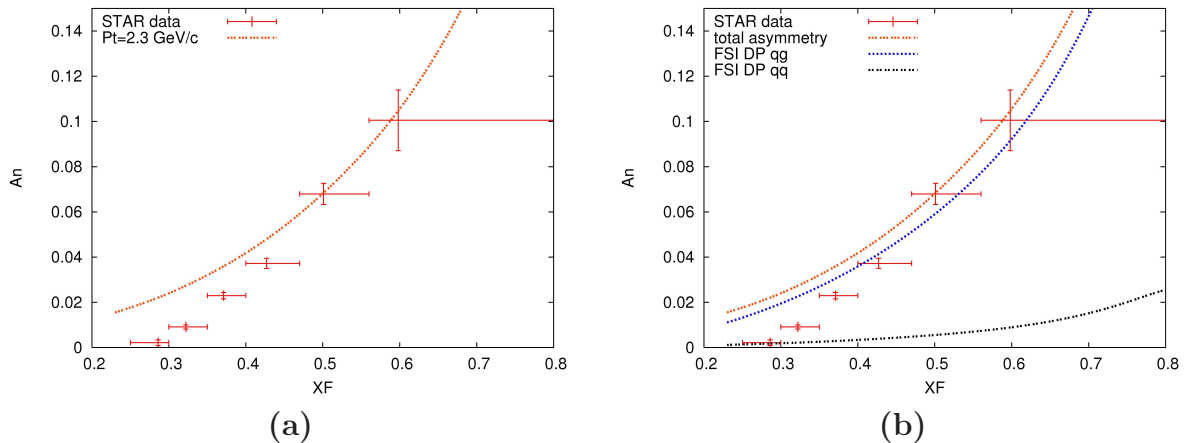 STAR data
Pt=2.3 GeV/c
An
0.14
0.12
0.1
0.08
0.06
0.04
0.02
0
0.2 0.3 0.4 0.5 0.6 0.7 0.8
XF
(a)
STAR data
total asymmetry
FSI DP qg
FSI DP qq
An
0.14
0.12
0.1
0.08
0.06
0.04
0.02
0
0.2 0.3 0.4 0.5 0.6 0.7 0.8
XF
(b)